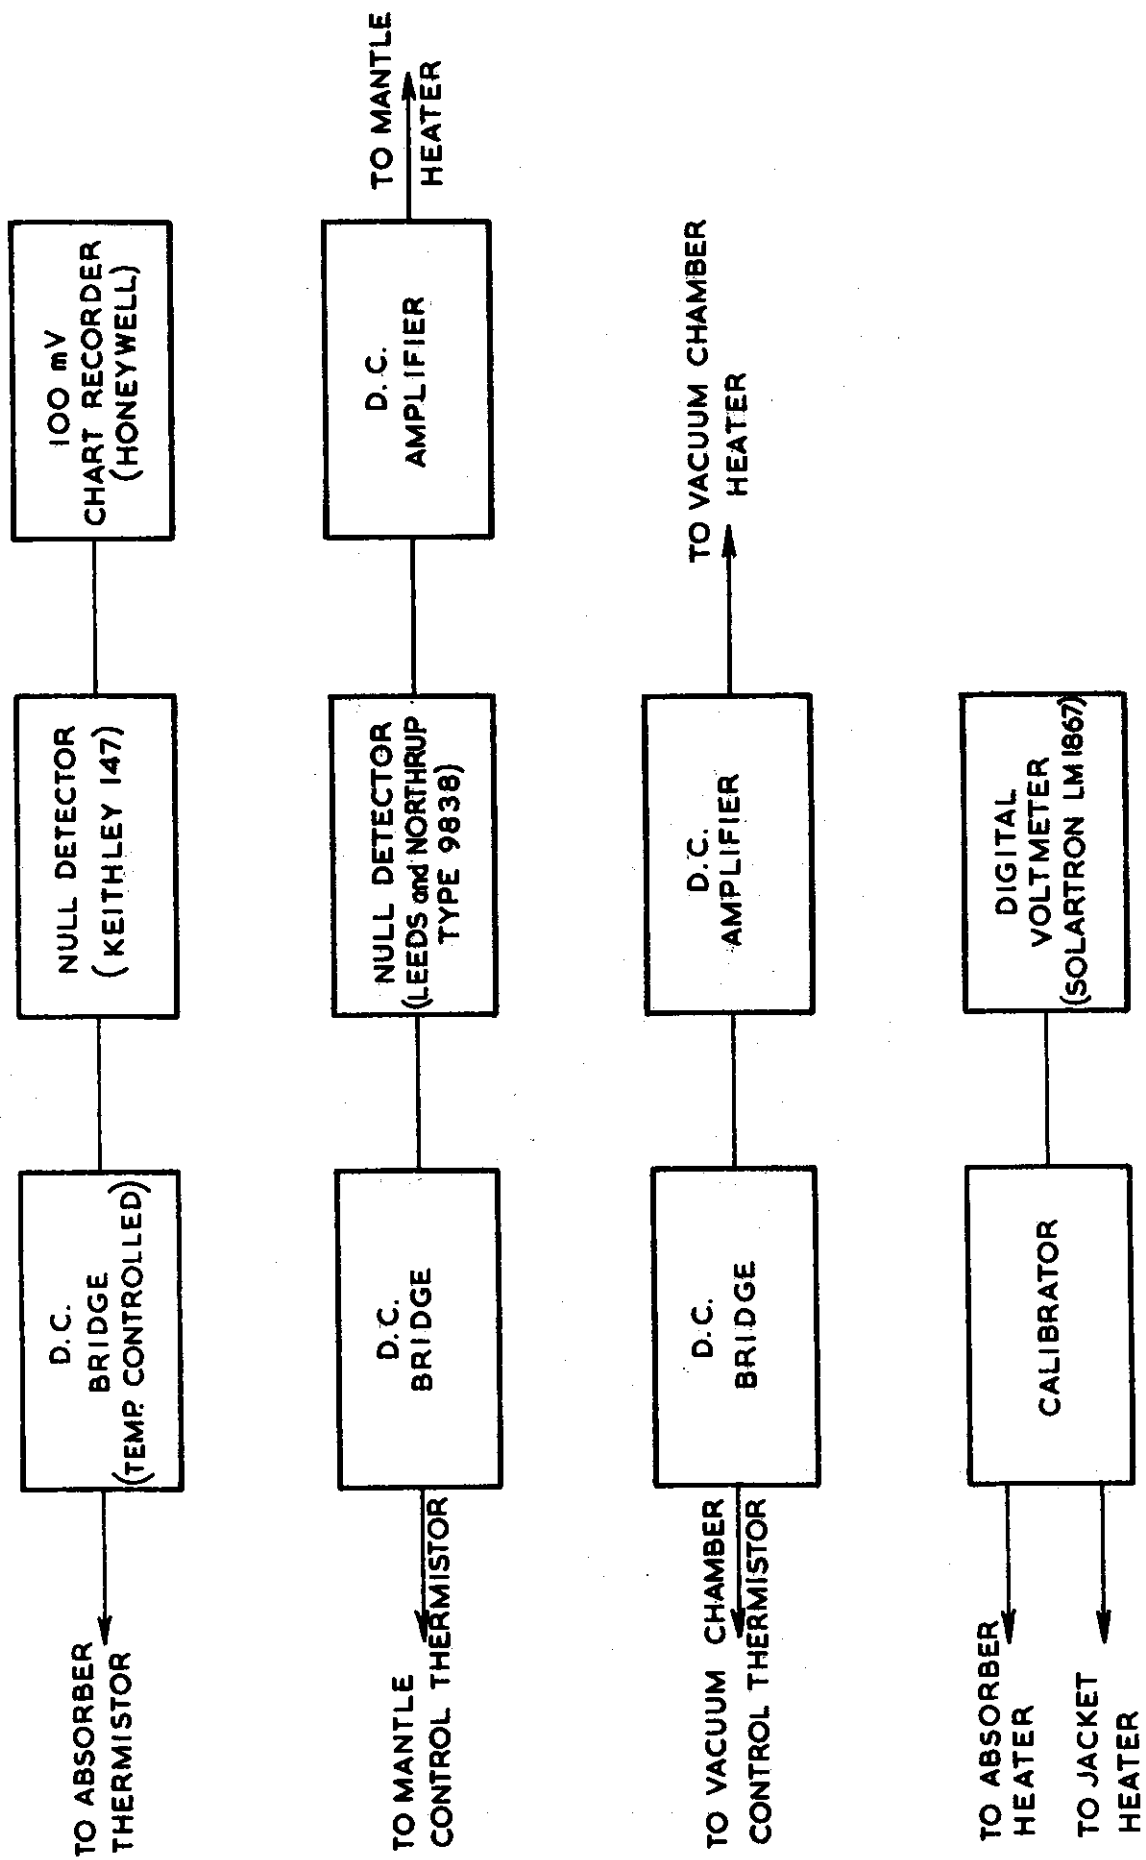 TO ABSORBER
THERMISTOR
D.C.
BRIDGE
(TEMP. CONTROLLED)
NULL DETECTOR
(KEITHLEY 147)
100 mV
CHART RECORDER
(HONEYWELL)
TO MANTLE
CONTROL THERMISTOR
D.C.
BRIDGE
NULL DETECTOR
(LEEDS and NORTHRUP
TYPE 9838)
D.C.
AMPLIFIER
TO MANTLE
HEATER
TO VACUUM CHAMBER
CONTROL THERMISTOR
D.C.
BRIDGE
D.C.
AMPLIFIER
TO VACUUM CHAMBER
HEATER
TO ABSORBER
HEATER
TO JACKET
HEATER
CALIBRATOR
DIGITAL
VOLTMETER
(SOLARTRON LM 1867)